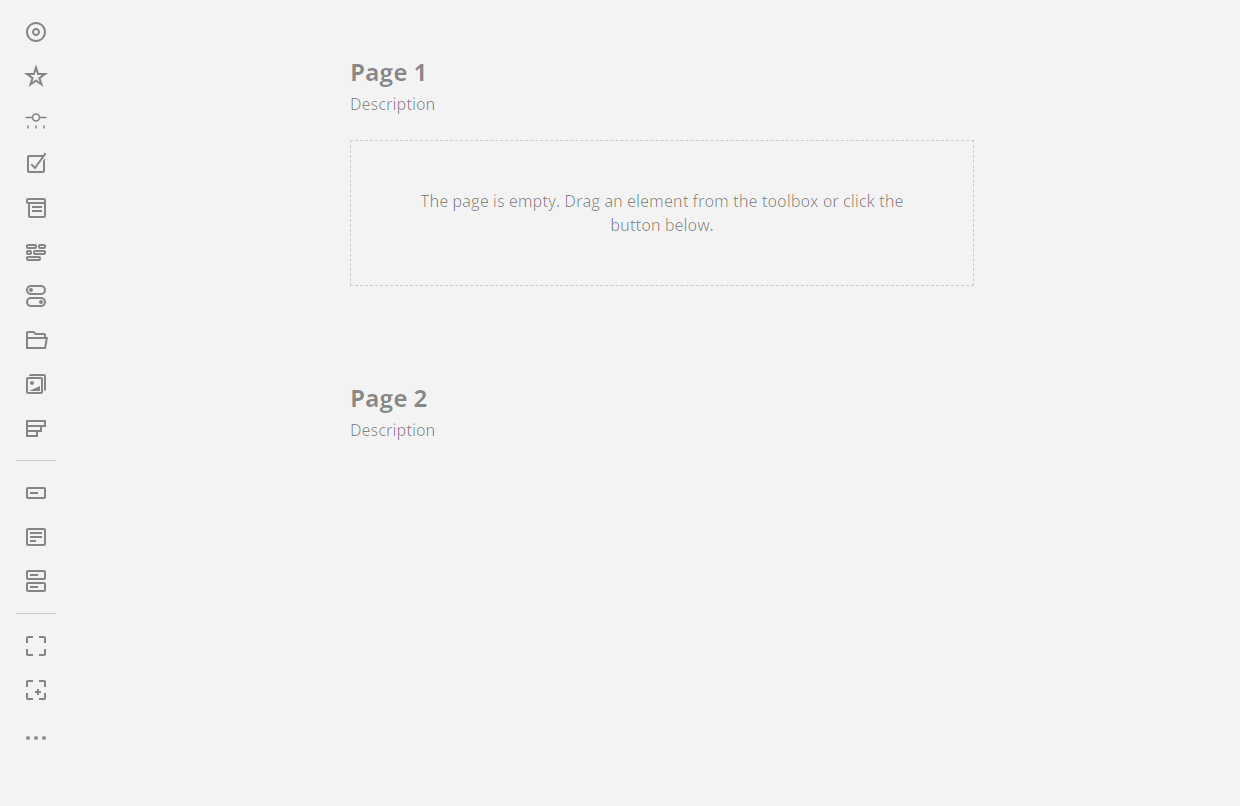 Page 1
Description
The page is empty. Drag an element from the toolbox or click the
button below.
Page 2
Description